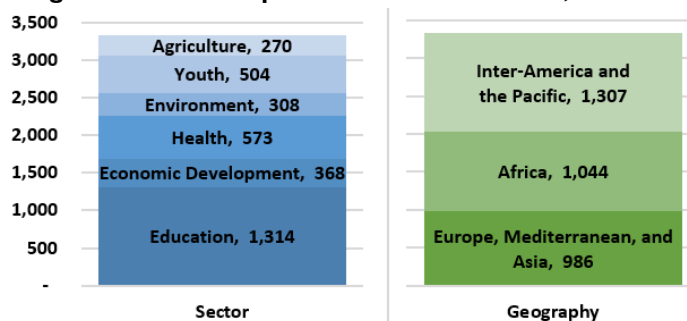 3,500
3,000
2,500
2,000
1,500
1,000
500
-
Agriculture, 270
Youth, 504
Environment, 308
Health, 573
Economic Development, 368
Education, 1,314
Sector
Inter-America and
the Pacific, 1,307
Africa, 1,044
Europe, Mediterranean, and
Asia, 986
Geography